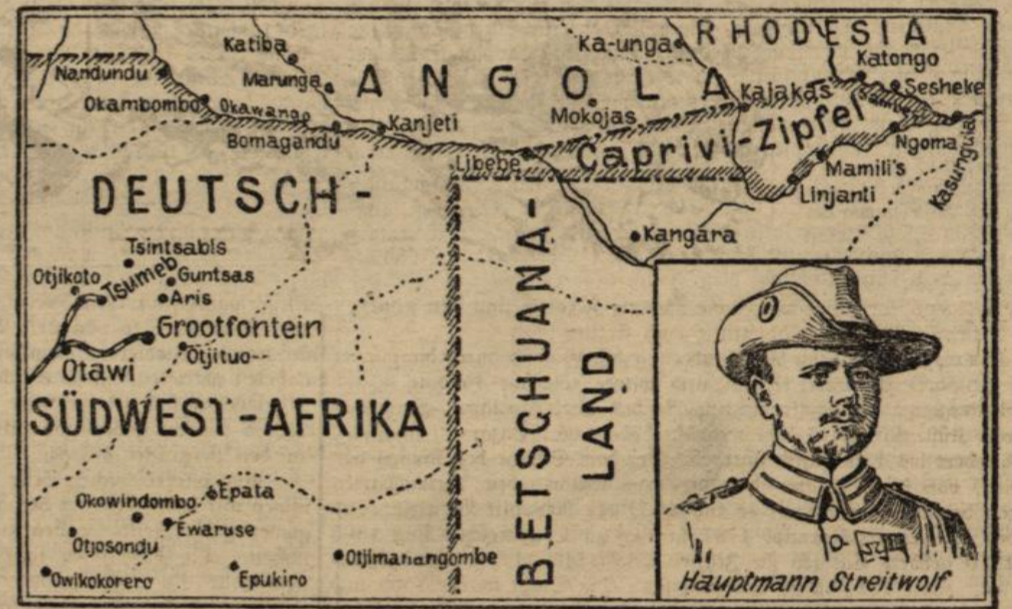 RHODESIA
Katiba
Ka-unga
Katongo
Nandundu
Marunga
ANGOLA
Kajakas
Sesheke
Okambombo
Okawango
Mokojas
Kanjeti
Bomagandu
Libebe
Caprivi-Zipfel
Ngoma
Mamili's
Linjanti
Kasungula
DEUTSCH-
Kangara
Tsintsabis
Otjikoto
Tsumeb
Guntsas
Aris
Grootfontein
Otjituo
Otawi
SÜDWEST-AFRIKA
BETSCHUANA-
LAND
Okowindombo
Epata
Ewaruse
Otjosondu
Otjimanangombe
Owikokorero
Epukiro
Hauptmann Streitwolf